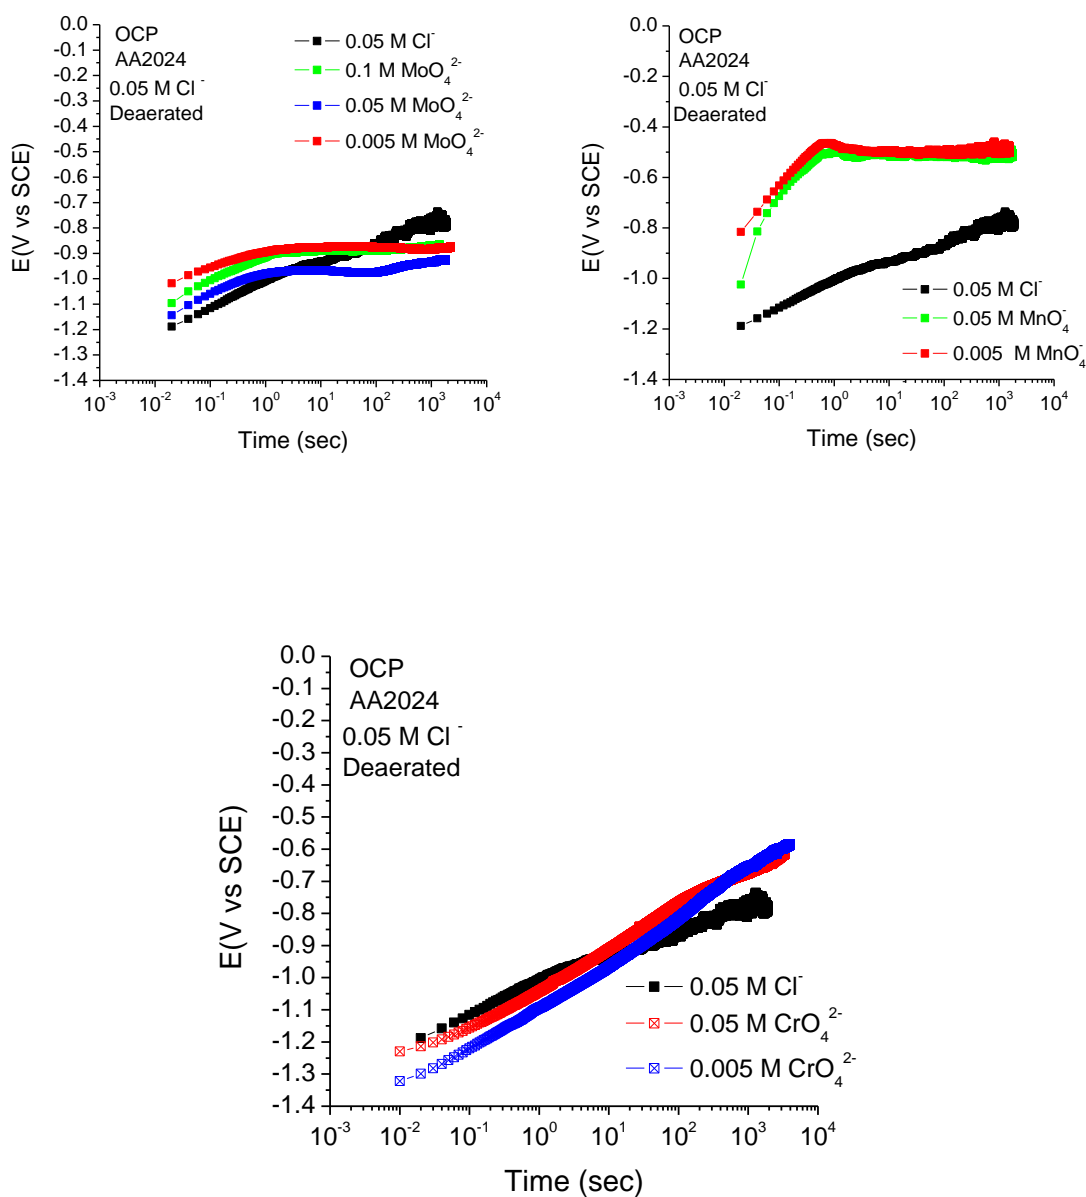 OCP
AA2024
0.05 M Cl⁻
Deaerated
0.05 M Cl⁻
0.1 M MoO₄²⁻
0.05 M MoO₄²⁻
0.005 M MoO₄²⁻
E(V vs SCE)
0.0
-0.1
-0.2
-0.3
-0.4
-0.5
-0.6
-0.7
-0.8
-0.9
-1.0
-1.1
-1.2
-1.3
-1.4
10⁻³ 10⁻² 10⁻¹ 10⁰ 10¹ 10² 10³ 10⁴
Time (sec)
OCP
AA2024
0.05 M Cl⁻
Deaerated
E(V vs SCE)
0.0
-0.2
-0.4
-0.6
-0.8
-1.0
-1.2
-1.4
0.05 M Cl⁻
0.05 M MnO₄⁻
0.005 M MnO₄⁻
10⁻³ 10⁻² 10⁻¹ 10⁰ 10¹ 10² 10³ 10⁴
Time (sec)
OCP
AA2024
0.05 M Cl⁻
Deaerated
E(V vs SCE)
0.0
-0.1
-0.2
-0.3
-0.4
-0.5
-0.6
-0.7
-0.8
-0.9
-1.0
-1.1
-1.2
-1.3
-1.4
0.05 M Cl⁻
0.05 M CrO₄²⁻
0.005 M CrO₄²⁻
10⁻³ 10⁻² 10⁻¹ 10⁰ 10¹ 10² 10³ 10⁴
Time (sec)